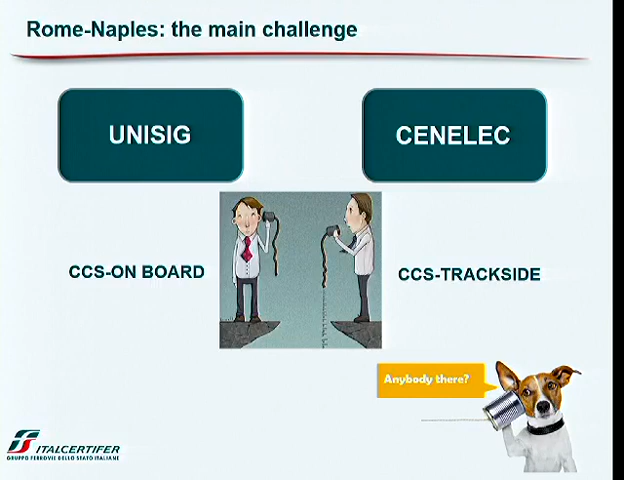 Rome-Naples: the main challenge
UNISIG
CENELEC
CCS-ON BOARD
CCS-TRACKSIDE
Anybody there?
ITALCERTIFER
GRUPPO FERROVIE DELLO STATO ITALIANE